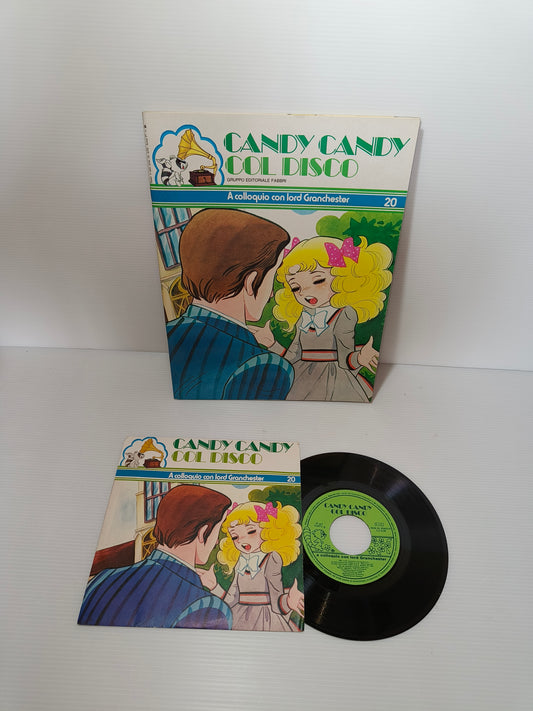 CANDY CANDY
COL DISCO
GRUPPO EDITORIALE FABBRI
A colloquio con lord Granchester 20
CANDY CANDY
COL DISCO
A colloquio con lord Granchester 20
CANDY CANDY
COL DISCO
A colloquio con lord Granchester